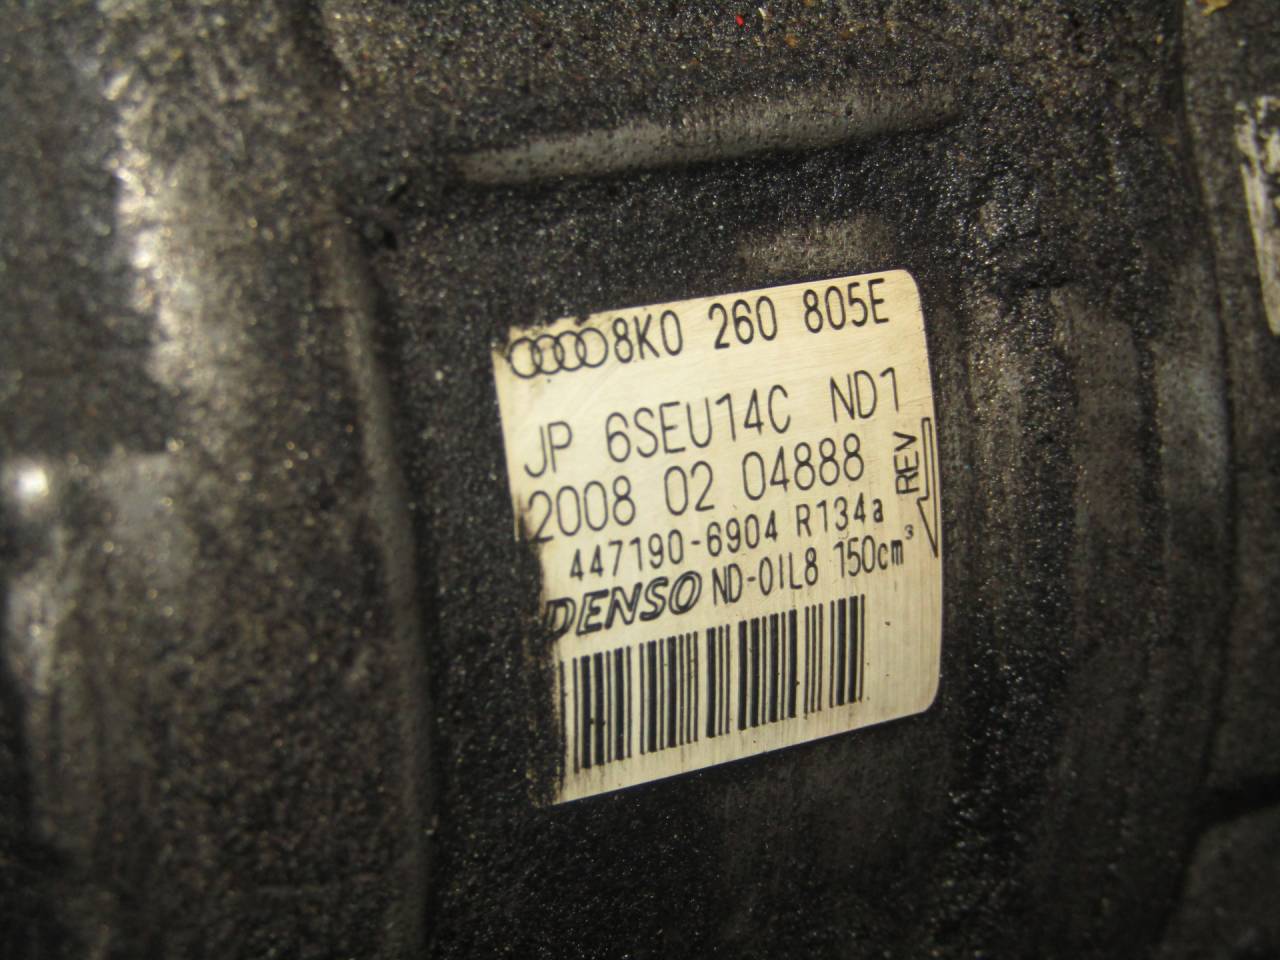 8K0 260 805E
JP 6SEU14C ND1
2008 02 04888
REV
447190-6904 R134a
DENSO ND-OIL8 150cm³